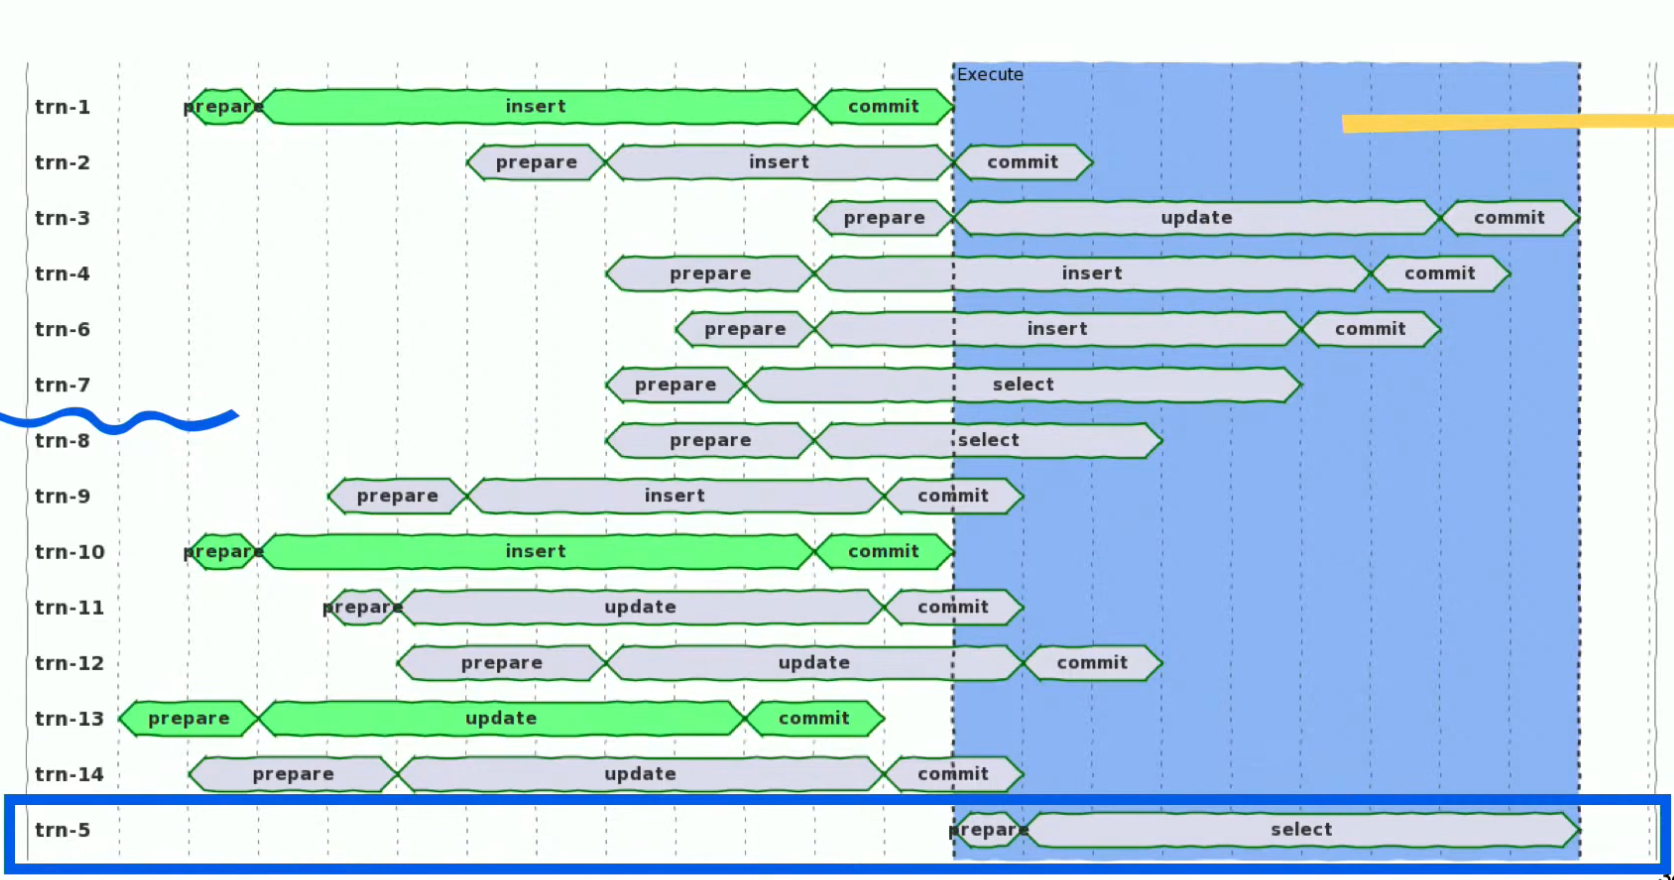 Execute
trn-1 prepare insert commit
trn-2 prepare insert commit
trn-3 prepare update commit
trn-4 prepare insert commit
trn-6 prepare insert commit
trn-7 prepare select
trn-8 prepare select
trn-9 prepare insert commit
trn-10 prepare insert commit
trn-11 prepare update commit
trn-12 prepare update commit
trn-13 prepare update commit
trn-14 prepare update commit
trn-5 prepare select